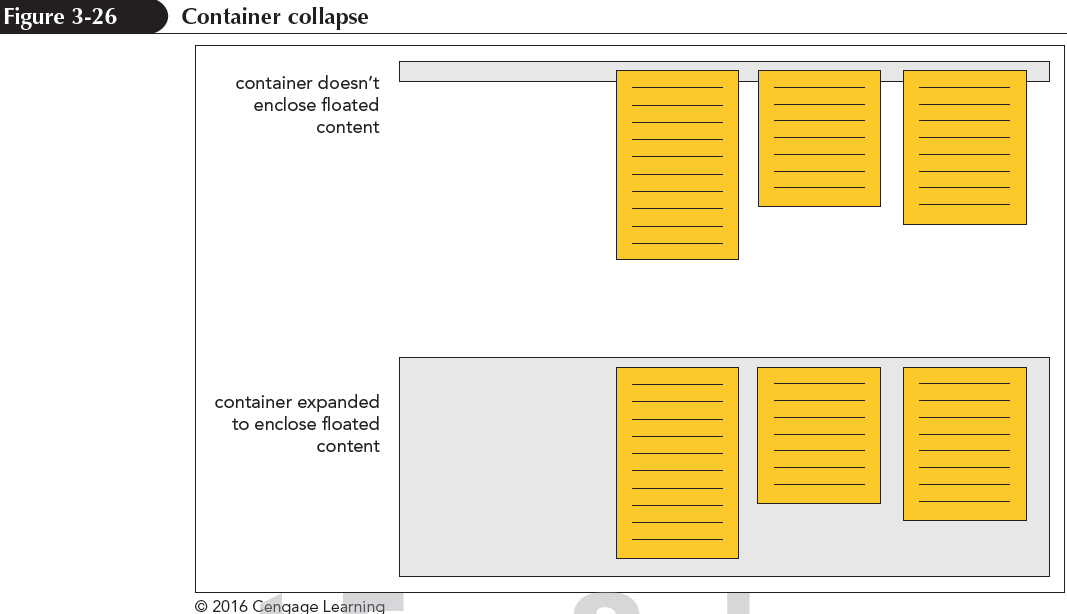 Figure 3-26 Container collapse
container doesn’t
enclose floated
content
container expanded
to enclose floated
content
© 2016 Cengage Learning